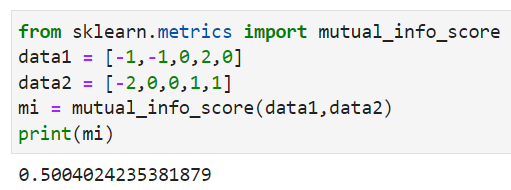 from sklearn.metrics import mutual_info_score
data1 = [-1,-1,0,2,0]
data2 = [-2,0,0,1,1]
mi = mutual_info_score(data1,data2)
print(mi)
0.5004024235381879